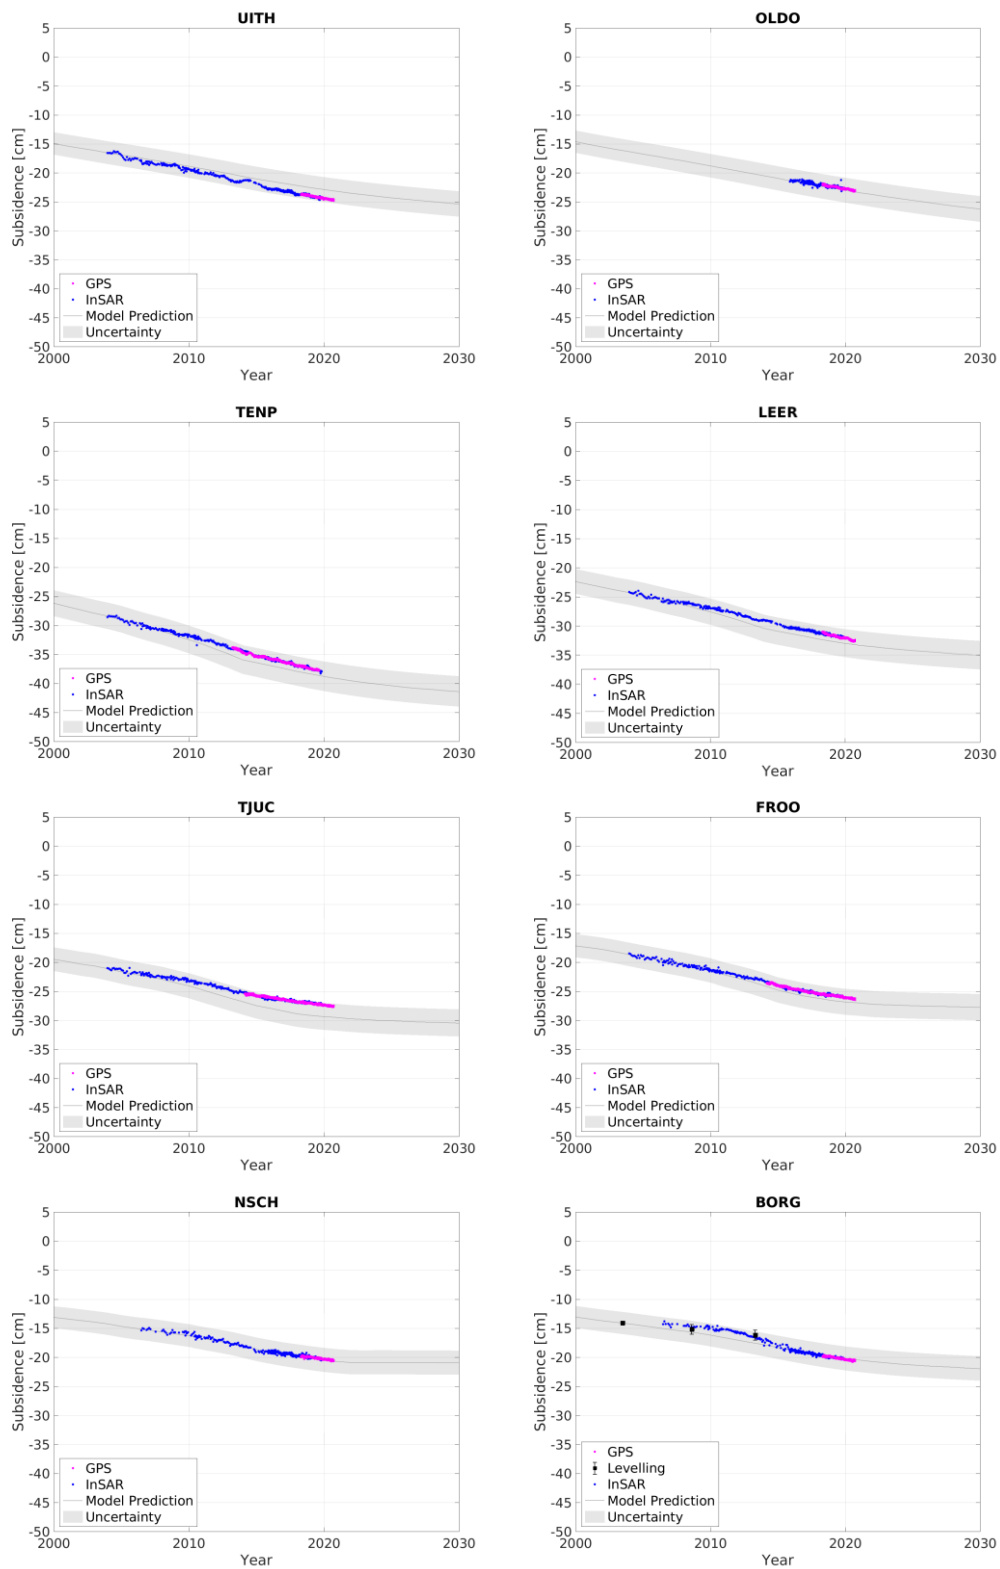 UITH
Subsidence [cm]
5
0
-5
-10
-15
-20
-25
-30
-35
-40
-45
-50
GPS
InSAR
Model Prediction
Uncertainty
2000 2010 2020 2030
Year
OLDO
Subsidence [cm]
5
0
-5
-10
-15
-20
-25
-30
-35
-40
-45
-50
GPS
InSAR
Model Prediction
Uncertainty
2000 2010 2020 2030
Year
TENP
Subsidence [cm]
5
0
-5
-10
-15
-20
-25
-30
-35
-40
-45
-50
GPS
InSAR
Model Prediction
Uncertainty
2000 2010 2020 2030
Year
LEER
Subsidence [cm]
5
0
-5
-10
-15
-20
-25
-30
-35
-40
-45
-50
GPS
InSAR
Model Prediction
Uncertainty
2000 2010 2020 2030
Year
TJUC
Subsidence [cm]
5
0
-5
-10
-15
-20
-25
-30
-35
-40
-45
-50
GPS
InSAR
Model Prediction
Uncertainty
2000 2010 2020 2030
Year
FROO
Subsidence [cm]
5
0
-5
-10
-15
-20
-25
-30
-35
-40
-45
-50
GPS
InSAR
Model Prediction
Uncertainty
2000 2010 2020 2030
Year
NSCH
Subsidence [cm]
5
0
-5
-10
-15
-20
-25
-30
-35
-40
-45
-50
GPS
InSAR
Model Prediction
Uncertainty
2000 2010 2020 2030
Year
BORG
Subsidence [cm]
5
0
-5
-10
-15
-20
-25
-30
-35
-40
-45
-50
GPS
Levelling
InSAR
Model Prediction
Uncertainty
2000 2010 2020 2030
Year